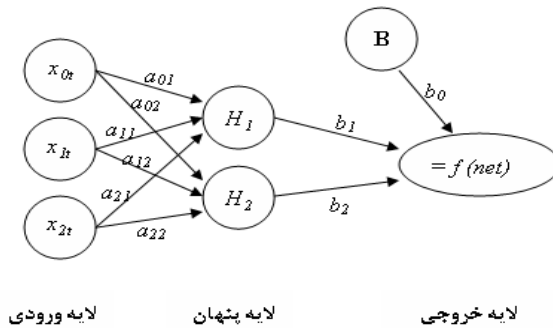 B
x0t
a01
b0
a02
H1
b1
x1t
a11
a12
= f (net)
a21
H2
b2
x2t
a22
لایه ورودی
لایه پنهان
لایه خروجی